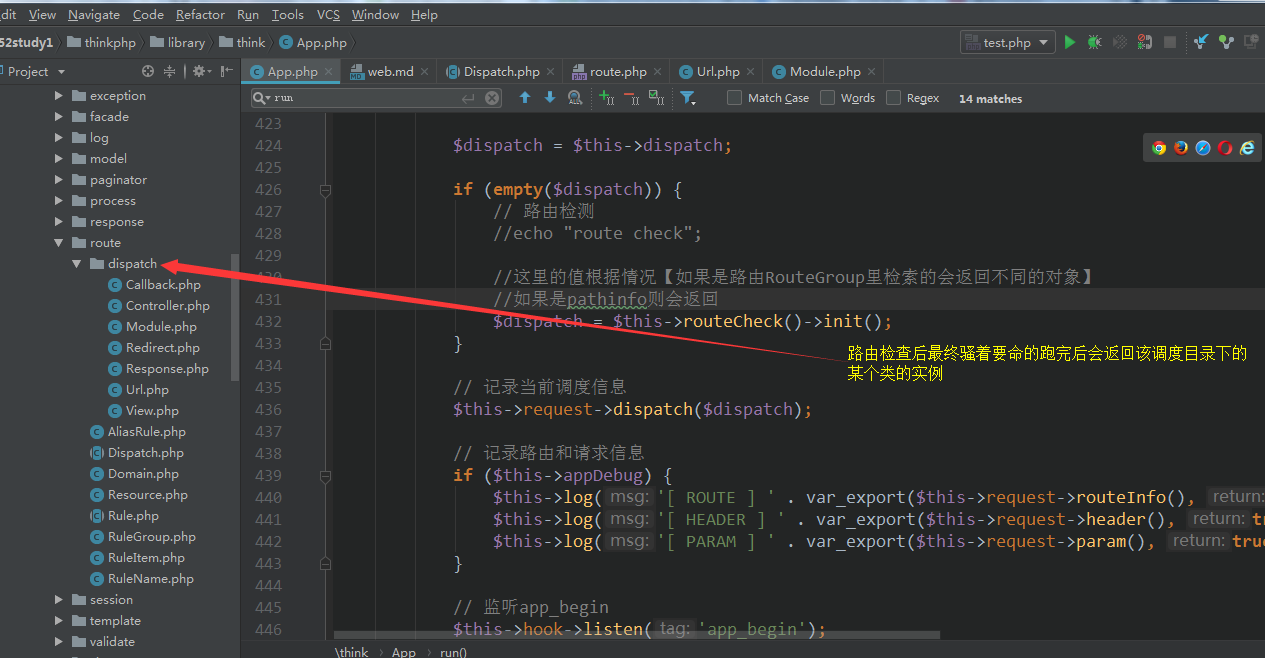 dit View Navigate Code Refactor Run Tools VCS Window Help
52study1 thinkphp library think App.php test.php
Project App.php web.md Dispatch.php route.php Url.php Module.php
run Match Case Words Regex 14 matches
exception
facade
log
model
paginator
process
response
route
dispatch
Callback.php
Controller.php
Module.php
Redirect.php
Response.php
Url.php
View.php
AliasRule.php
Dispatch.php
Domain.php
Resource.php
Rule.php
RuleGroup.php
RuleItem.php
RuleName.php
session
template
validate
423
424 $dispatch = $this->dispatch;
425
426 if (empty($dispatch)) {
427 // 路由检测
428 //echo "route check";
429
430 //这里的值根据情况【如果是路由RouteGroup里检索的会返回不同的对象】
431 //如果是pathinfo则会返回
432 $dispatch = $this->routeCheck()->init();
433 }
434
435 // 记录当前调度信息
436 $this->request->dispatch($dispatch);
437
438 // 记录路由和请求信息
439 if ($this->appDebug) {
440 $this->log( msg: '[ ROUTE ] ' . var_export($this->request->routeInfo(), return:
441 $this->log( msg: '[ HEADER ] ' . var_export($this->request->header(), return: tr
442 $this->log( msg: '[ PARAM ] ' . var_export($this->request->param(), return: true
443 }
444
445 // 监听app_begin
446 $this->hook->listen( tag: 'app_begin');
路由检查后最终骚着要命的跑完后会返回该调度目录下的
某个类的实例
\think App run()